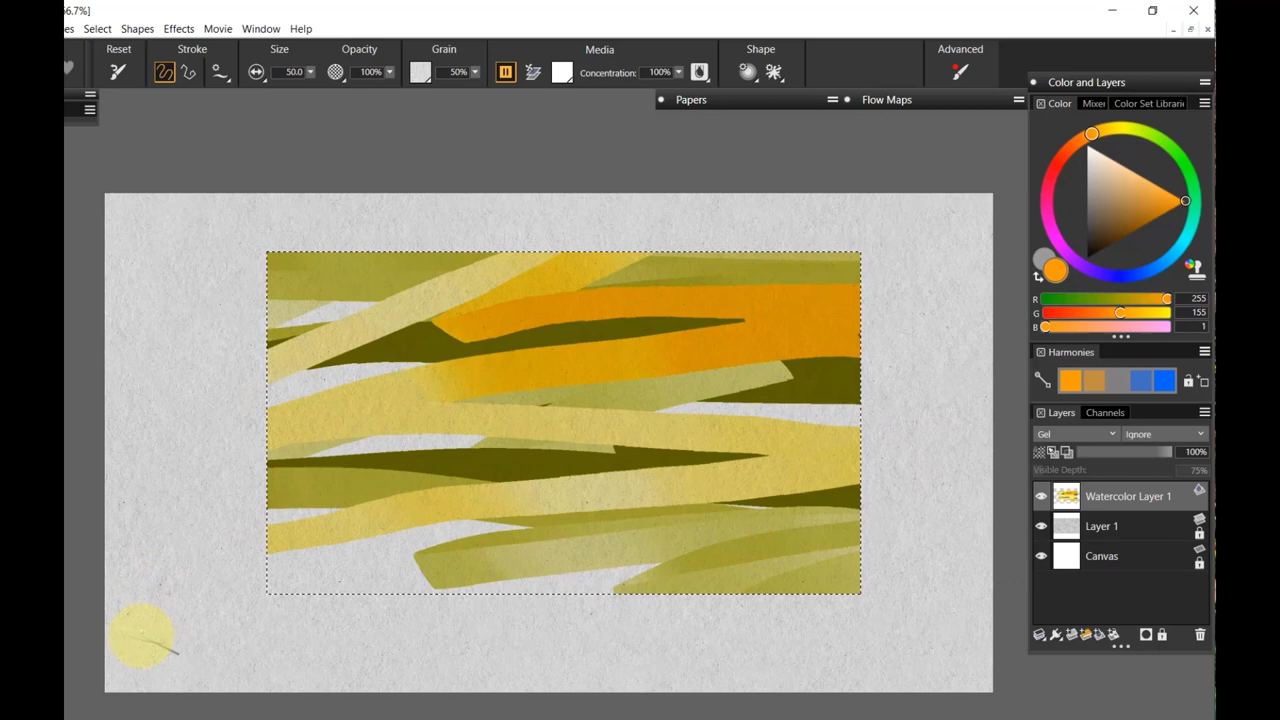 56.7%]
es Select Shapes Effects Movie Window Help
Reset Stroke Size Opacity Grain Media Shape Advanced
50.0 100% 50% Concentration: 100%
Papers Flow Maps
Color and Layers
Color Mixer Color Set Librari
R 255
G 155
B 1
Harmonies
Layers Channels
Gel Ignore
100%
Visible Depth: 75%
Watercolor Layer 1
Layer 1
Canvas